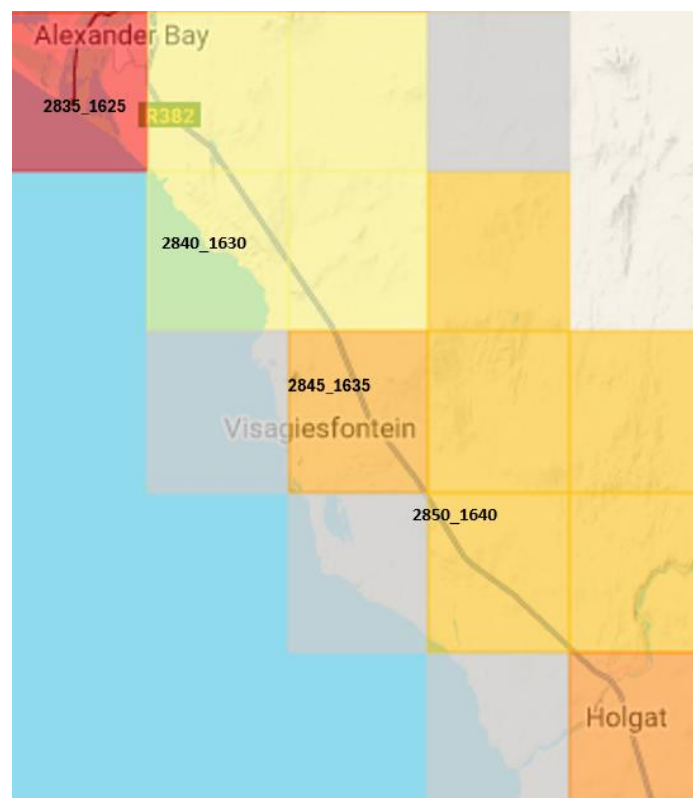 Alexander Bay
2835_1625
R382
2840_1630
2845_1635
Visagiesfontein
2850_1640
Holgat